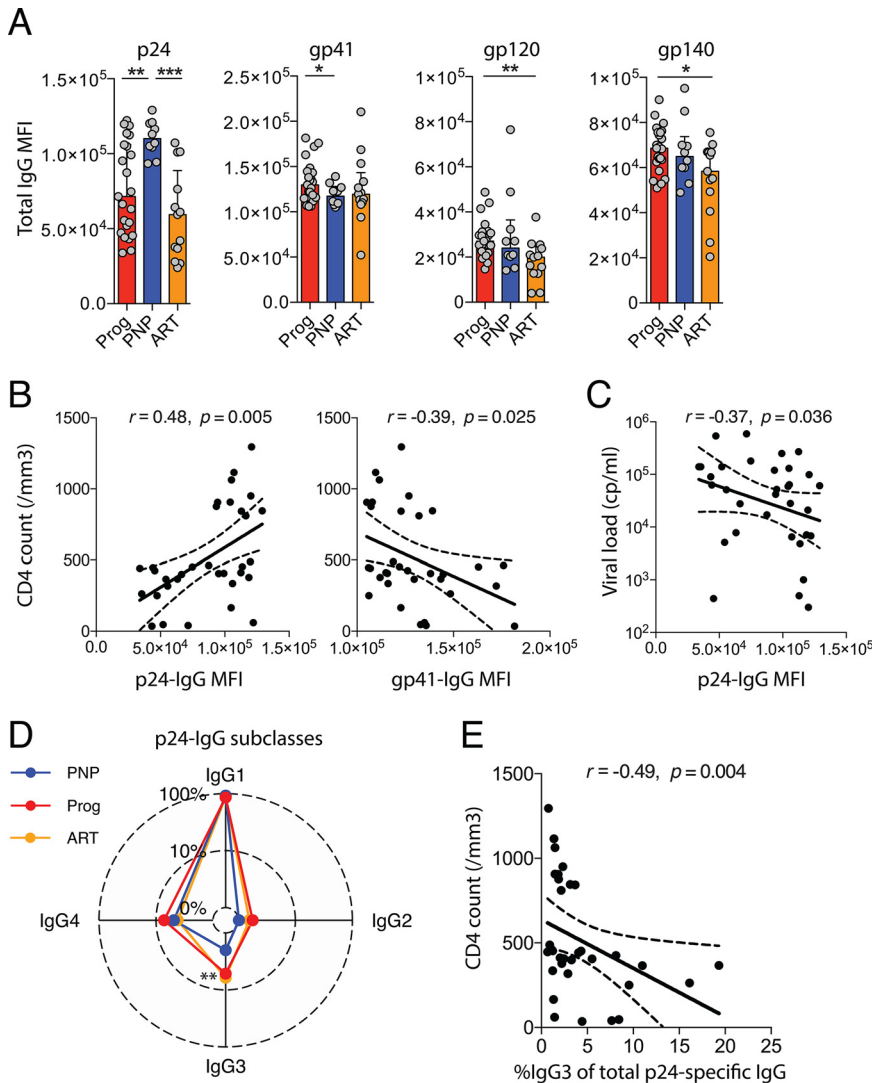 A
p24
gp41
gp120
gp140
Total IgG MFI
** ***
*
**
*
1.5×10⁵
1.0×10⁵
5.0×10⁴
0.0
2.5×10⁵
2.0×10⁵
1.5×10⁵
1.0×10⁵
5.0×10⁴
0.0
1×10⁵
8×10⁴
6×10⁴
4×10⁴
2×10⁴
0
1×10⁵
8×10⁴
6×10⁴
4×10⁴
2×10⁴
0
Prog PNP ART
Prog PNP ART
Prog PNP ART
Prog PNP ART
B
r = 0.48, p = 0.005
CD4 count (/mm3)
1500
1000
500
0
0.0 5.0×10⁴ 1.0×10⁵ 1.5×10⁵
p24-IgG MFI
r = -0.39, p = 0.025
1500
1000
500
0
1.0×10⁵ 1.5×10⁵ 2.0×10⁵
gp41-IgG MFI
C
r = -0.37, p = 0.036
Viral load (cp/ml)
10⁶
10⁵
10⁴
10³
10²
0.0 5.0×10⁴ 1.0×10⁵ 1.5×10⁵
p24-IgG MFI
D
p24-IgG subclasses
PNP
Prog
ART
IgG1
100%
10%
0%
IgG4
IgG2
**
IgG3
E
r = -0.49, p = 0.004
CD4 count (/mm3)
1500
1000
500
0
0 5 10 15 20 25
%IgG3 of total p24-specific IgG